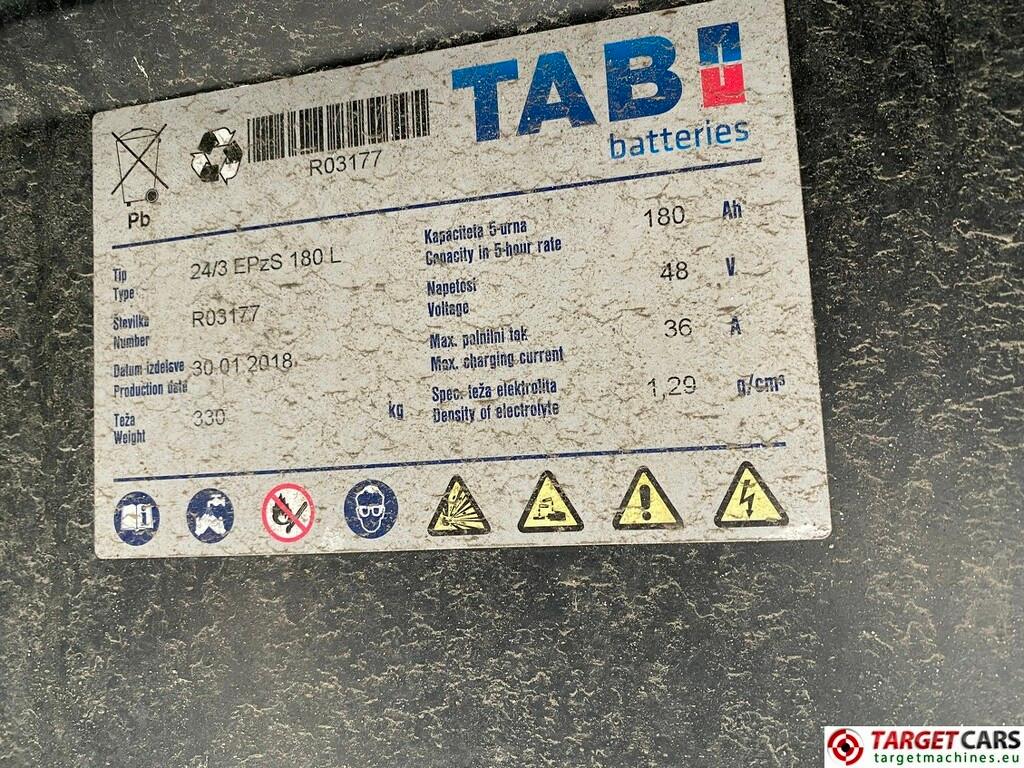 TAB
batteries
R03177
Pb
Tip
Type
24/3 EPzS 180 L
Številka
Number
R03177
Datum izdelave
Production date
30.01.2018
Teža
Weight
330 kg
Kapaciteta 5-urna
Capacity in 5-hour rate
180 Ah
Napetost
Voltage
48 V
Max. polnilni tok
Max. charging current
36 A
Spec. teža elektrolita
Density of electrolyte
1,29 g/cm³
TARGETCARS
targetmachines.eu